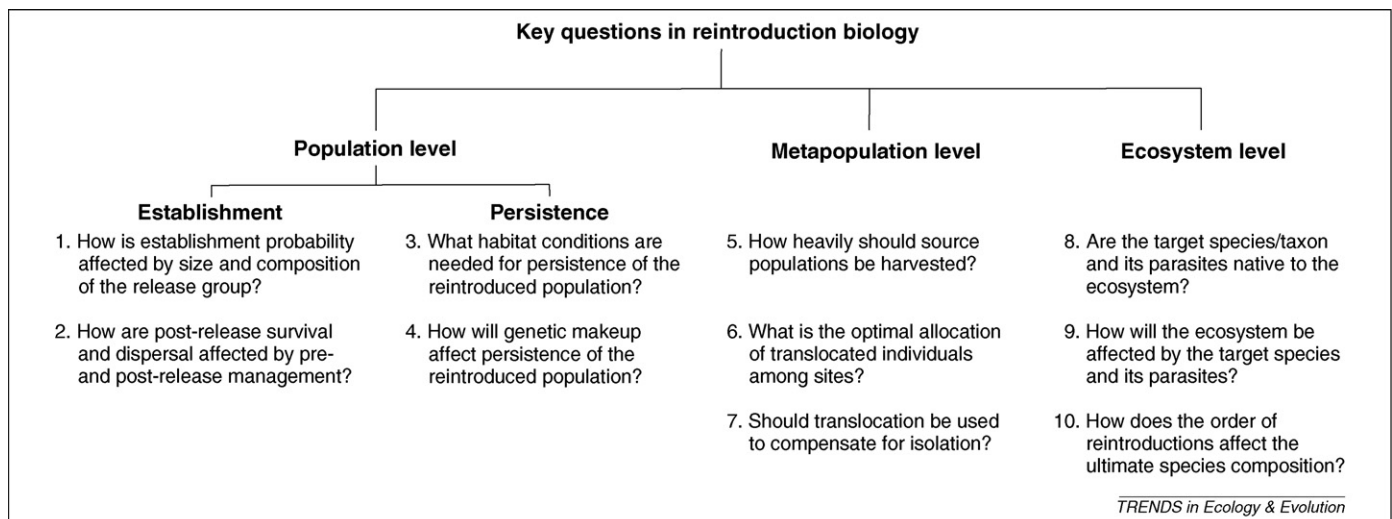 Key questions in reintroduction biology
Population level
Metapopulation level
Ecosystem level
Establishment
Persistence
1. How is establishment probability
affected by size and composition
of the release group?
2. How are post-release survival
and dispersal affected by pre-
and post-release management?
3. What habitat conditions are
needed for persistence of the
reintroduced population?
4. How will genetic makeup
affect persistence of the
reintroduced population?
5. How heavily should source
populations be harvested?
6. What is the optimal allocation
of translocated individuals
among sites?
7. Should translocation be used
to compensate for isolation?
8. Are the target species/taxon
and its parasites native to the
ecosystem?
9. How will the ecosystem be
affected by the target species
and its parasites?
10. How does the order of
reintroductions affect the
ultimate species composition?
TRENDS in Ecology & Evolution